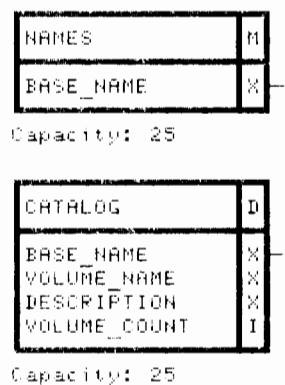 NAMES M
BASE_NAME X
Capacity: 25
CATALOG D
BASE_NAME X
VOLUME_NAME X
DESCRIPTION X
VOLUME_COUNT I
Capacity: 25